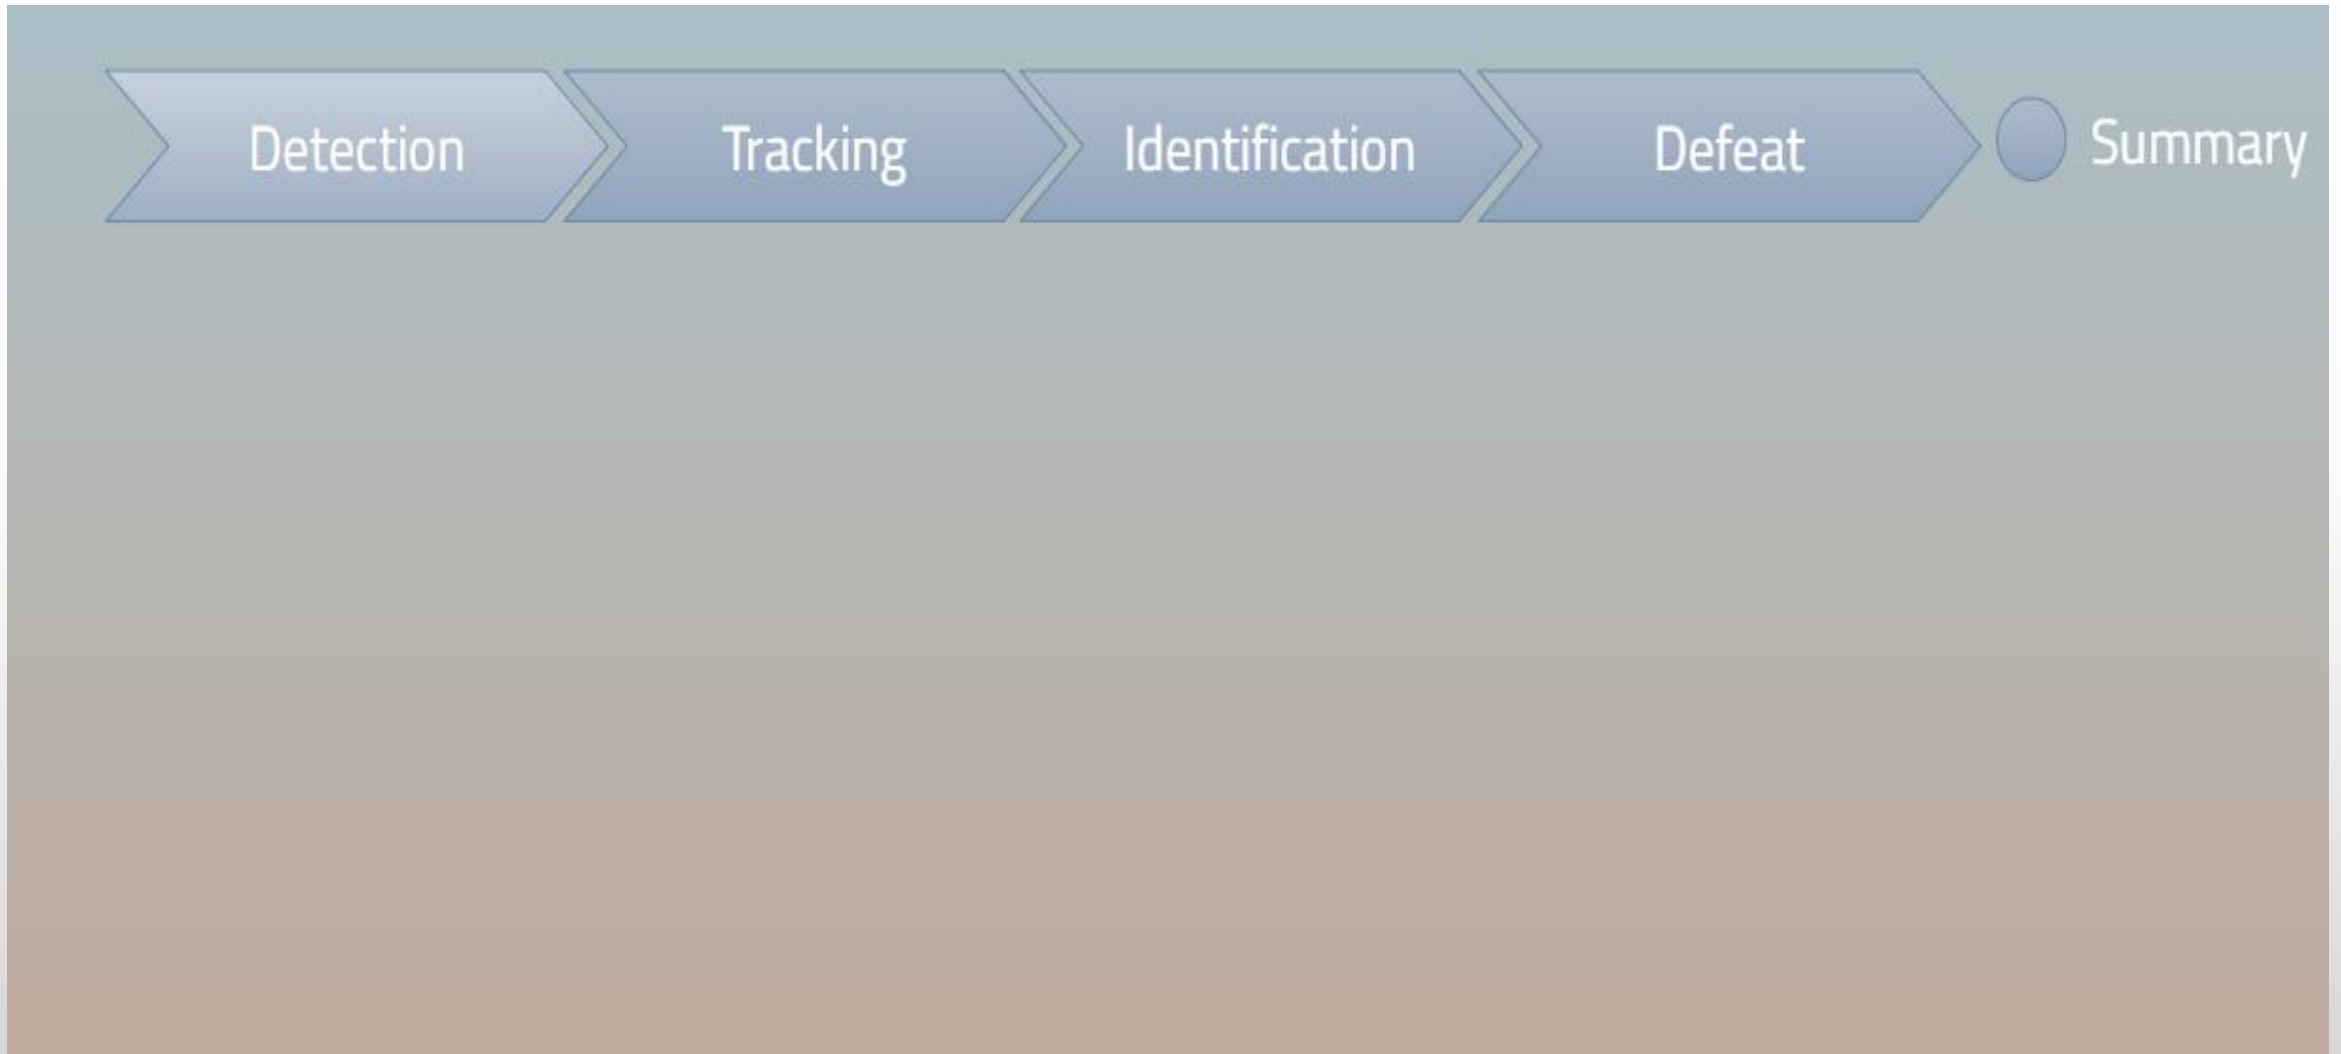 Detection
Tracking
Identification
Defeat
Summary